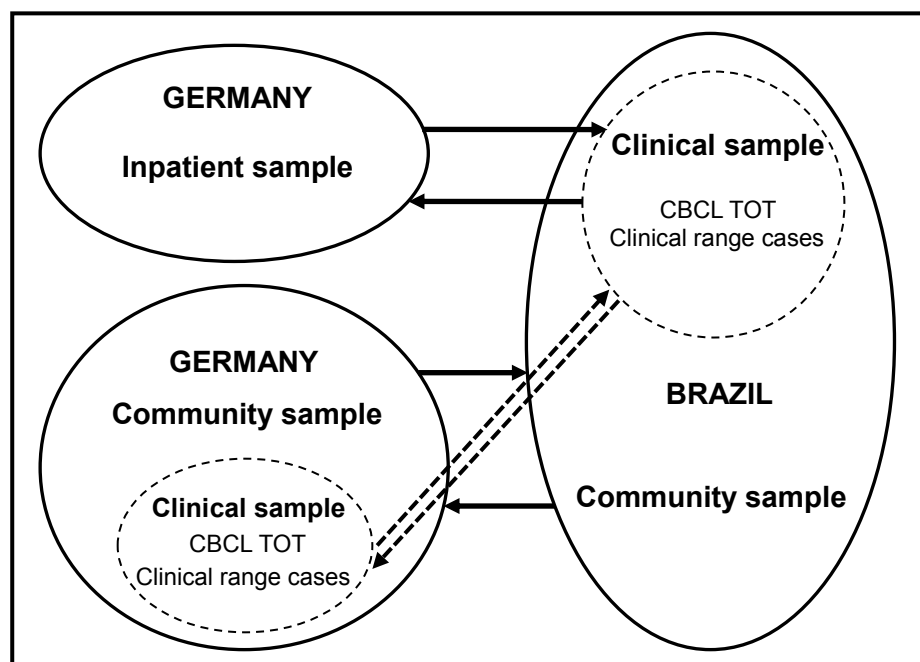 GERMANY
Inpatient sample
Clinical sample
CBCL TOT
Clinical range cases
GERMANY
Community sample
Clinical sample
CBCL TOT
Clinical range cases
BRAZIL
Community sample